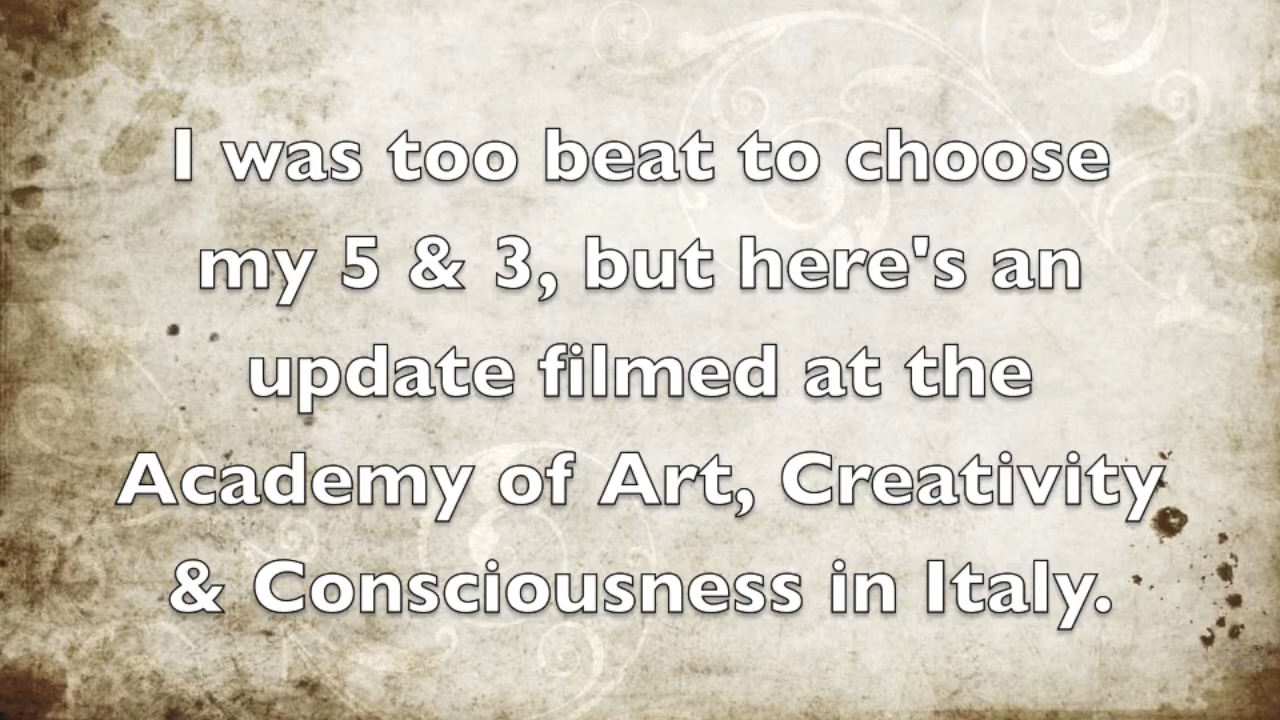 I was too beat to choose
my 5 & 3, but here's an
update filmed at the
Academy of Art, Creativity
& Consciousness in Italy.